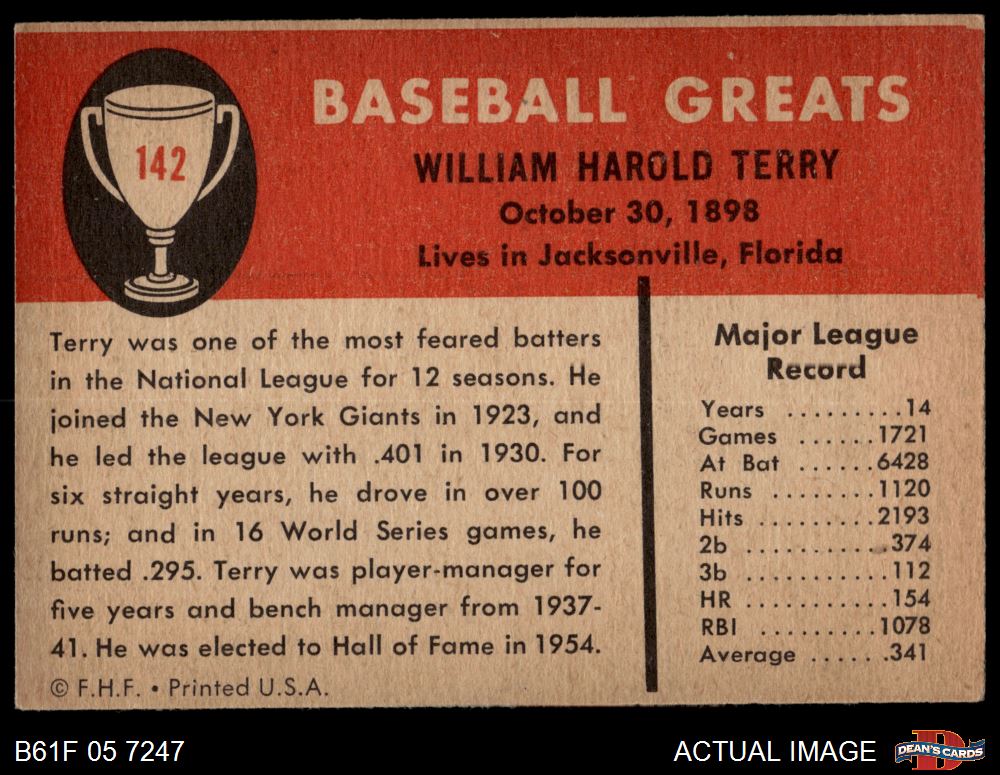 142
BASEBALL GREATS
WILLIAM HAROLD TERRY
October 30, 1898
Lives in Jacksonville, Florida
Terry was one of the most feared batters
in the National League for 12 seasons. He
joined the New York Giants in 1923, and
he led the league with .401 in 1930. For
six straight years, he drove in over 100
runs; and in 16 World Series games, he
batted .295. Terry was player-manager for
five years and bench manager from 1937-
41. He was elected to Hall of Fame in 1954.
© F.H.F. • Printed U.S.A.
Major League
Record
Years .........14
Games ......1721
At Bat ......6428
Runs ........1120
Hits .........2193
2b ...........374
3b ...........112
HR ...........154
RBI .........1078
Average ......341
B61F 05 7247
ACTUAL IMAGE
DEAN'S CARDS